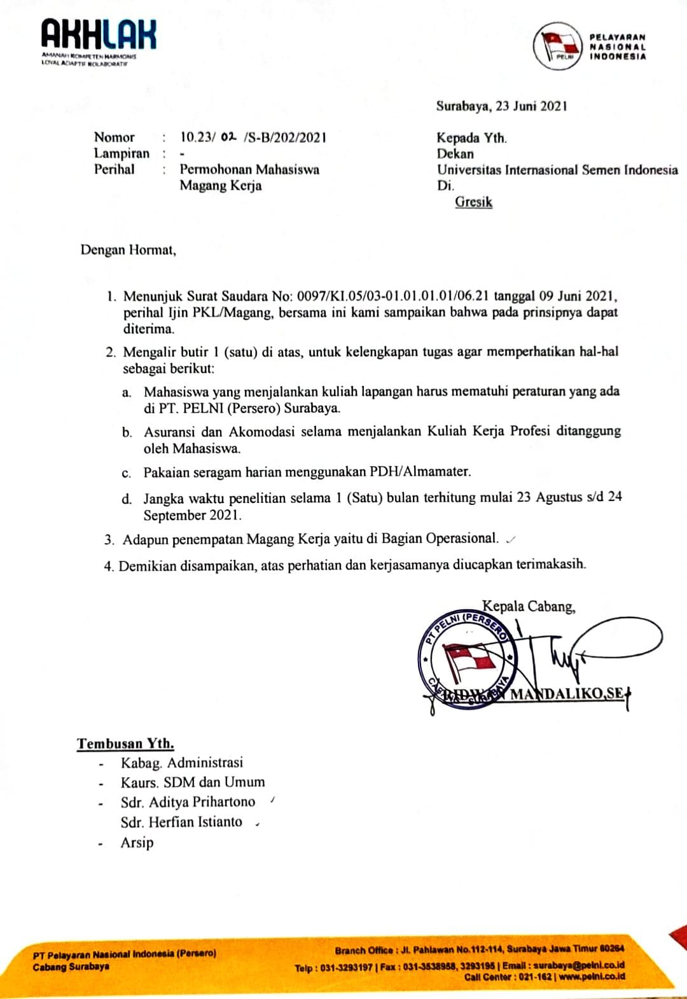 AKHLAK
AMANAH KOMPETEN HARMONIS
LOYAL ADAPTIF KOLABORATIF
PELNI
PELAYARAN
NASIONAL
INDONESIA
Surabaya, 23 Juni 2021
Nomor : 10.23/ 02 /S-B/202/2021
Lampiran : -
Perihal : Permohonan Mahasiswa
Magang Kerja
Kepada Yth.
Dekan
Universitas Internasional Semen Indonesia
Di.
Gresik
Dengan Hormat,
1. Menunjuk Surat Saudara No: 0097/KI.05/03-01.01.01.01/06.21 tanggal 09 Juni 2021,
perihal Ijin PKL/Magang, bersama ini kami sampaikan bahwa pada prinsipnya dapat
diterima.
2. Mengalir butir 1 (satu) di atas, untuk kelengkapan tugas agar memperhatikan hal-hal
sebagai berikut:
a. Mahasiswa yang menjalankan kuliah lapangan harus mematuhi peraturan yang ada
di PT. PELNI (Persero) Surabaya.
b. Asuransi dan Akomodasi selama menjalankan Kuliah Kerja Profesi ditanggung
oleh Mahasiswa.
c. Pakaian seragam harian menggunakan PDH/Almamater.
d. Jangka waktu penelitian selama 1 (Satu) bulan terhitung mulai 23 Agustus s/d 24
September 2021.
3. Adapun penempatan Magang Kerja yaitu di Bagian Operasional.
4. Demikian disampaikan, atas perhatian dan kerjasamanya diucapkan terimakasih.
Kepala Cabang,
PT PELNI (PERSERO)
CABANG SURABAYA
MANDALIKO,SE
Tembusan Yth.
- Kabag. Administrasi
- Kaurs. SDM dan Umum
- Sdr. Aditya Prihartono
Sdr. Herfian Istianto
- Arsip
PT Pelayaran Nasional Indonesia (Persero)
Cabang Surabaya
Branch Office : Jl. Pahlawan No.112-114, Surabaya Jawa Timur 60264
Telp : 031-3293197 | Fax : 031-3538958, 3293195 | Email : surabaya@pelni.co.id
Call Center : 021-162 | www.pelni.co.id